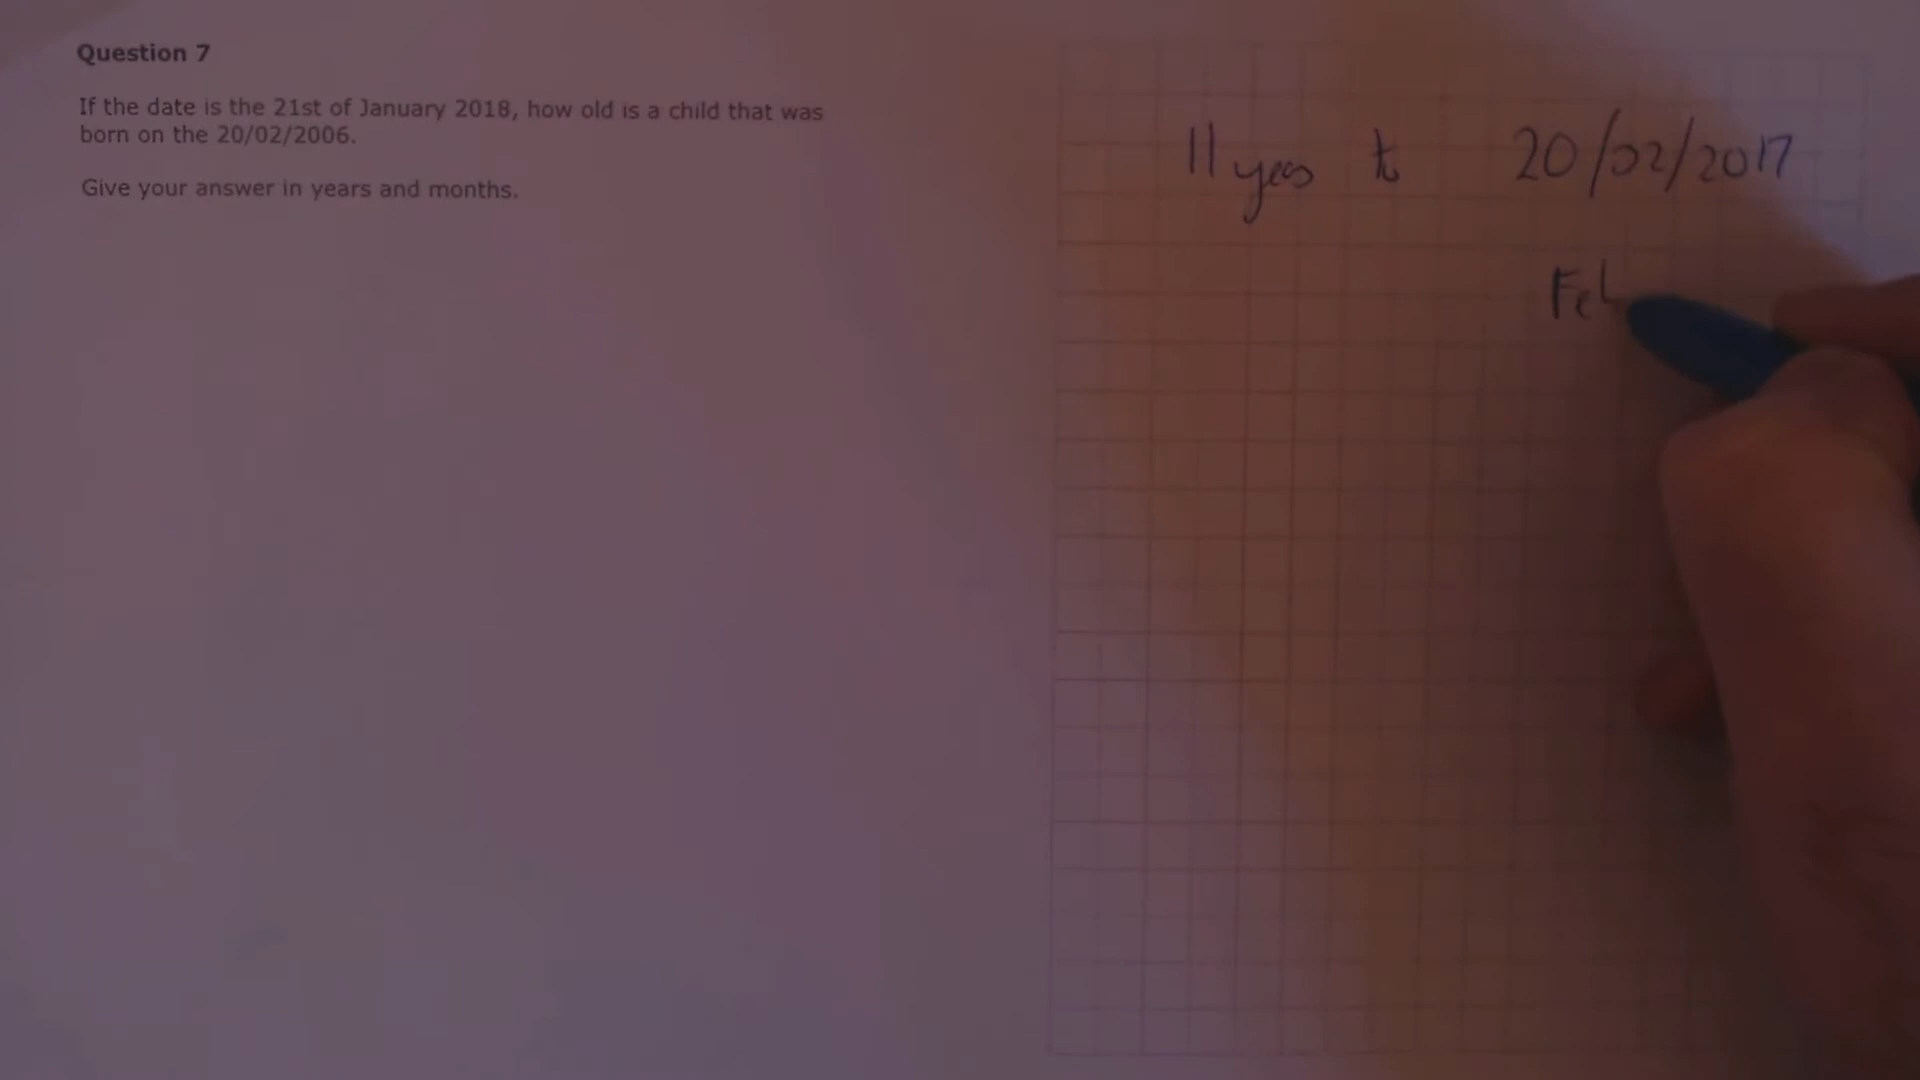 Question 7
If the date is the 21st of January 2018, how old is a child that was
born on the 20/02/2006.
Give your answer in years and months.
11 years to 20/02/2017
Feb